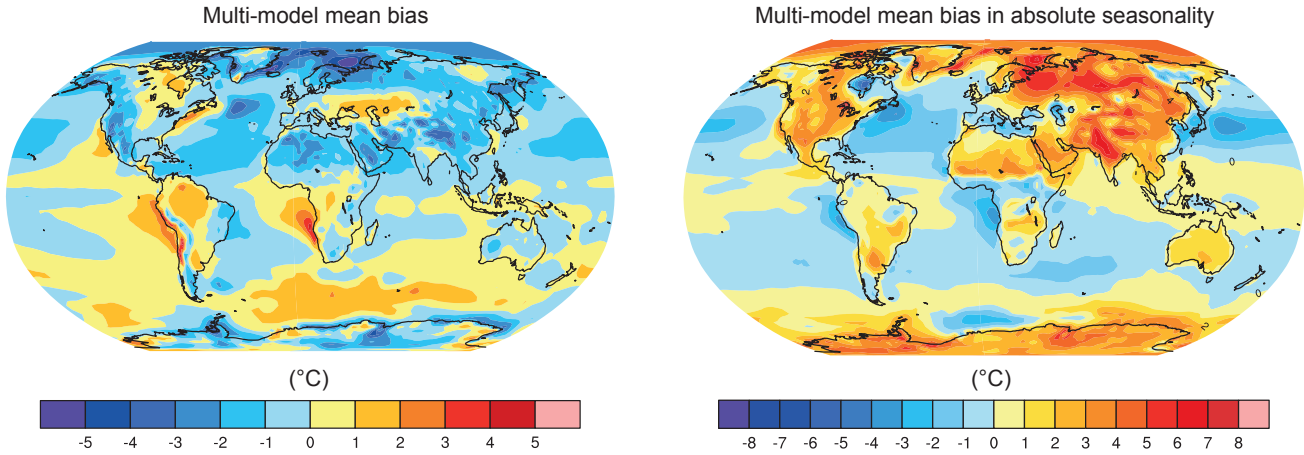 Multi-model mean bias
Multi-model mean bias in absolute seasonality
(°C)
(°C)
-5 -4 -3 -2 -1 0 1 2 3 4 5
-8 -7 -6 -5 -4 -3 -2 -1 0 1 2 3 4 5 6 7 8